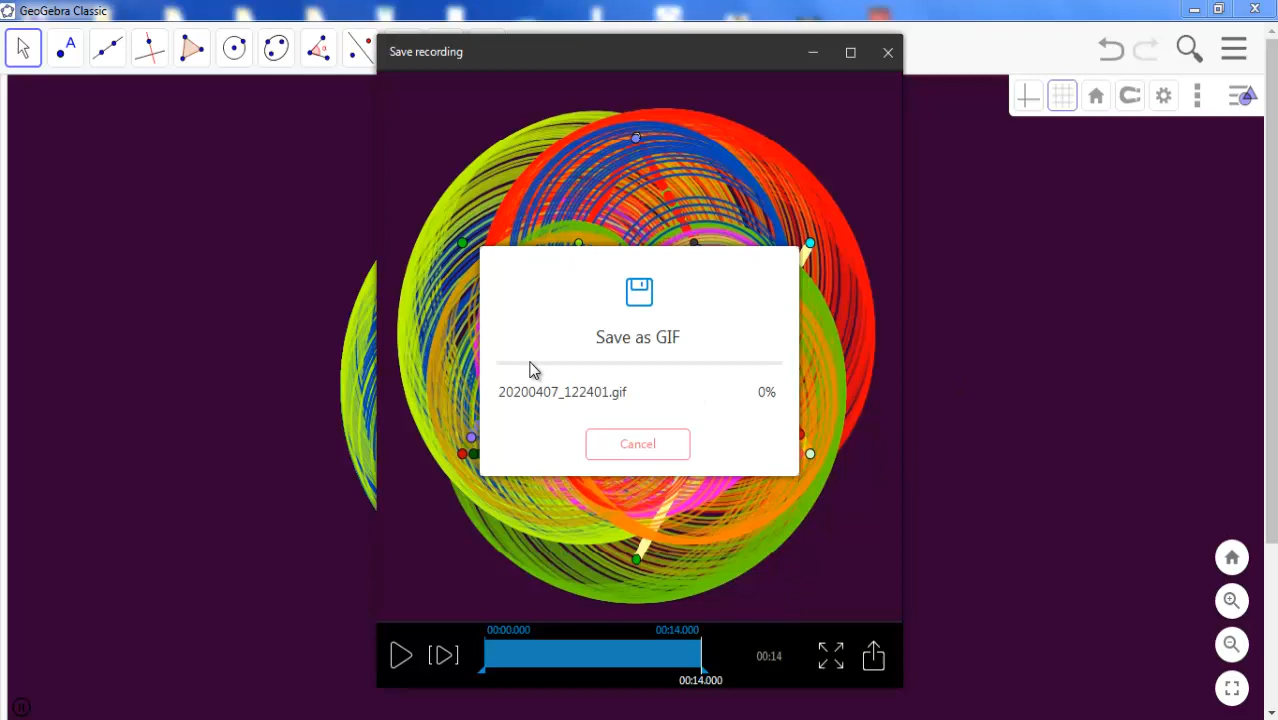 GeoGebra Classic
A
Save recording
Save as GIF
20200407_122401.gif 0%
Cancel
00:00.000 00:14.000
00:14
00:14.000